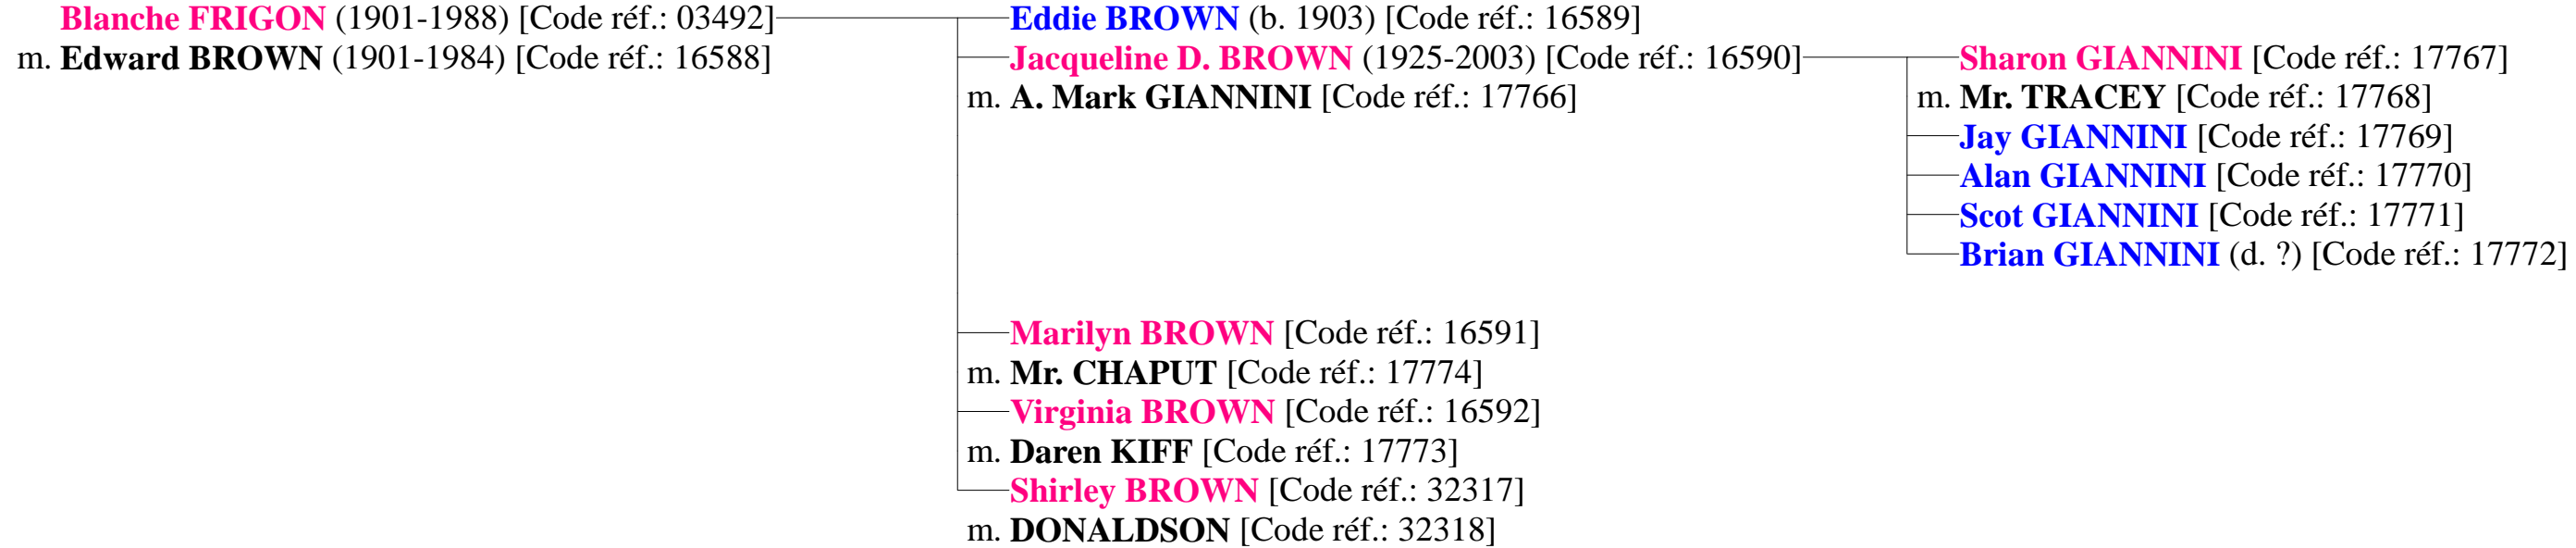 Blanche FRIGON (1901-1988) [Code réf.: 03492]
m. Edward BROWN (1901-1984) [Code réf.: 16588]
Eddie BROWN (b. 1903) [Code réf.: 16589]
Jacqueline D. BROWN (1925-2003) [Code réf.: 16590]
m. A. Mark GIANNINI [Code réf.: 17766]
Sharon GIANNINI [Code réf.: 17767]
m. Mr. TRACEY [Code réf.: 17768]
Jay GIANNINI [Code réf.: 17769]
Alan GIANNINI [Code réf.: 17770]
Scot GIANNINI [Code réf.: 17771]
Brian GIANNINI (d. ?) [Code réf.: 17772]
Marilyn BROWN [Code réf.: 16591]
m. Mr. CHAPUT [Code réf.: 17774]
Virginia BROWN [Code réf.: 16592]
m. Daren KIFF [Code réf.: 17773]
Shirley BROWN [Code réf.: 32317]
m. DONALDSON [Code réf.: 32318]